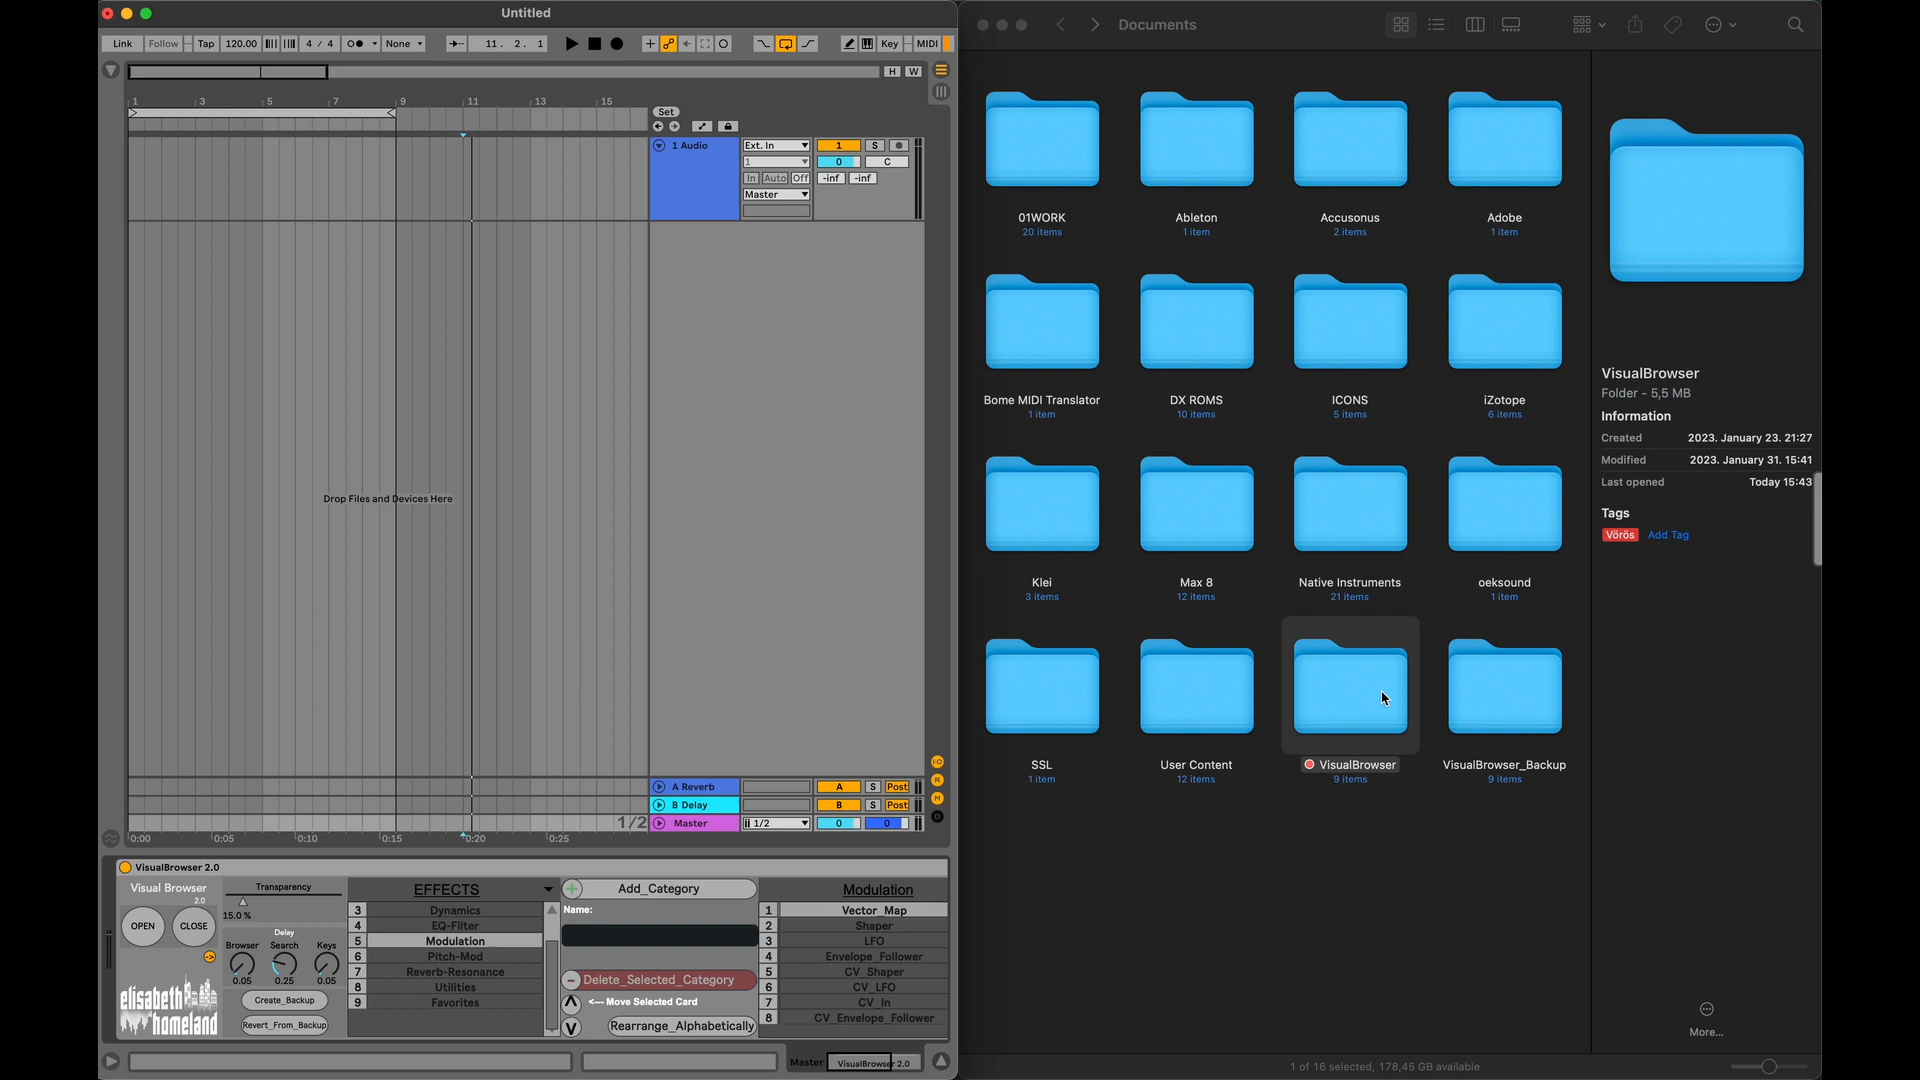 Untitled
Link
Follow
Tap
120.00
4 / 4
None
11. 2. 1
Key
MIDI
H
W
1
3
5
7
9
11
13
15
Set
1 Audio
Ext. In
1
S
1
0
C
In
Auto
Off
-inf
-inf
Master
Drop Files and Devices Here
A Reverb
A
S
Post
B Delay
B
S
Post
1/2
Master
1/2
0
0
0:00
0:05
0:10
0:15
0:20
0:25
VisualBrowser 2.0
Visual Browser
2.0
OPEN
CLOSE
elisabeth
homeland
Transparency
15.0 %
Delay
Browser
Search
Keys
0.05
0.25
0.05
Create_Backup
Revert_From_Backup
EFFECTS
3 Dynamics
4 EQ-Filter
5 Modulation
6 Pitch-Mod
7 Reverb-Resonance
8 Utilities
9 Favorites
Add_Category
Name:
Delete_Selected_Category
<--- Move Selected Card
Rearrange_Alphabetically
Modulation
1 Vector_Map
2 Shaper
3 LFO
4 Envelope_Follower
5 CV_Shaper
6 CV_LFO
7 CV_In
8 CV_Envelope_Follower
Master
VisualBrowser 2.0
Documents
01WORK
20 items
Ableton
1 item
Accusonus
2 items
Adobe
1 item
Bome MIDI Translator
1 item
DX ROMS
10 items
ICONS
5 items
iZotope
6 items
Klei
3 items
Max 8
12 items
Native Instruments
21 items
oeksound
1 item
SSL
1 item
User Content
12 items
VisualBrowser
9 items
VisualBrowser_Backup
9 items
VisualBrowser
Folder - 5,5 MB
Information
Created 2023. January 23. 21:27
Modified 2023. January 31. 15:41
Last opened Today 15:43
Tags
Vörös
Add Tag
More...
1 of 16 selected, 178,45 GB available